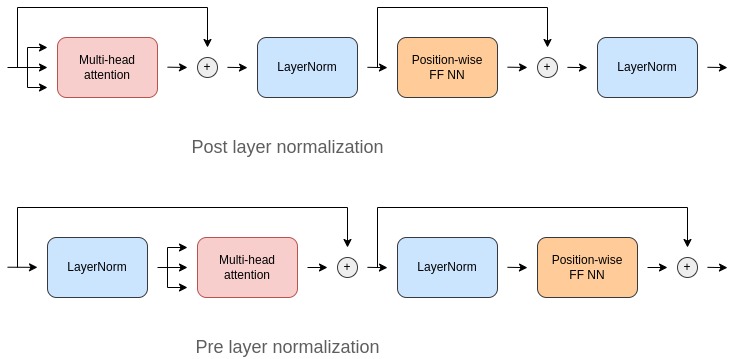 Multi-head
attention
+
LayerNorm
Position-wise
FF NN
+
LayerNorm
Post layer normalization
LayerNorm
Multi-head
attention
+
LayerNorm
Position-wise
FF NN
+
Pre layer normalization